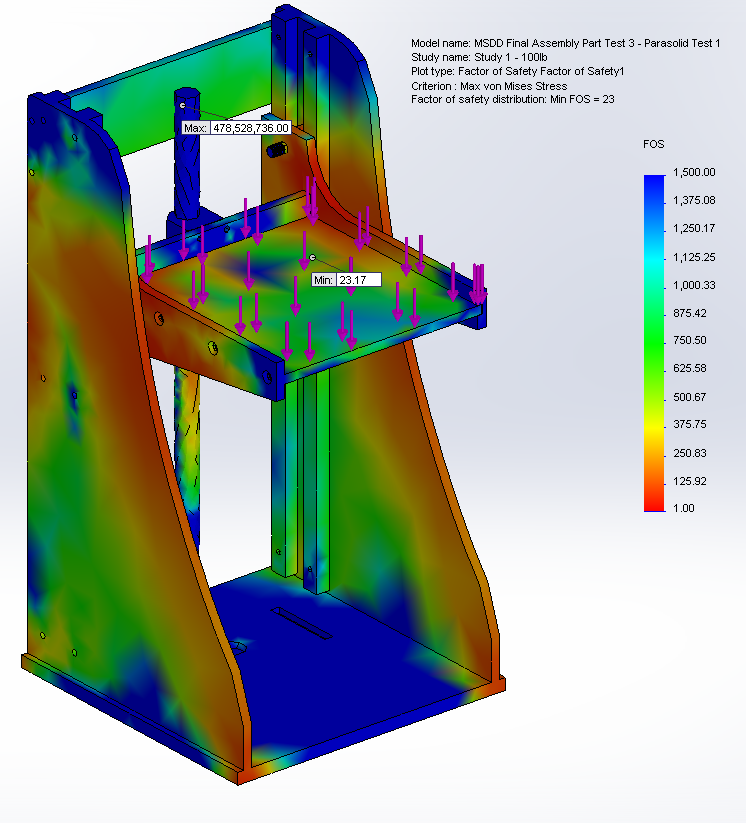 Model name: MSDD Final Assembly Part Test 3 - Parasolid Test 1
Study name: Study 1 - 100lb
Plot type: Factor of Safety Factor of Safety1
Criterion : Max von Mises Stress
Factor of safety distribution: Min FOS = 23
Max: 478,528,736.00
Min: 23.17
FOS
1,500.00
1,375.08
1,250.17
1,125.25
1,000.33
875.42
750.50
625.58
500.67
375.75
250.83
125.92
1.00